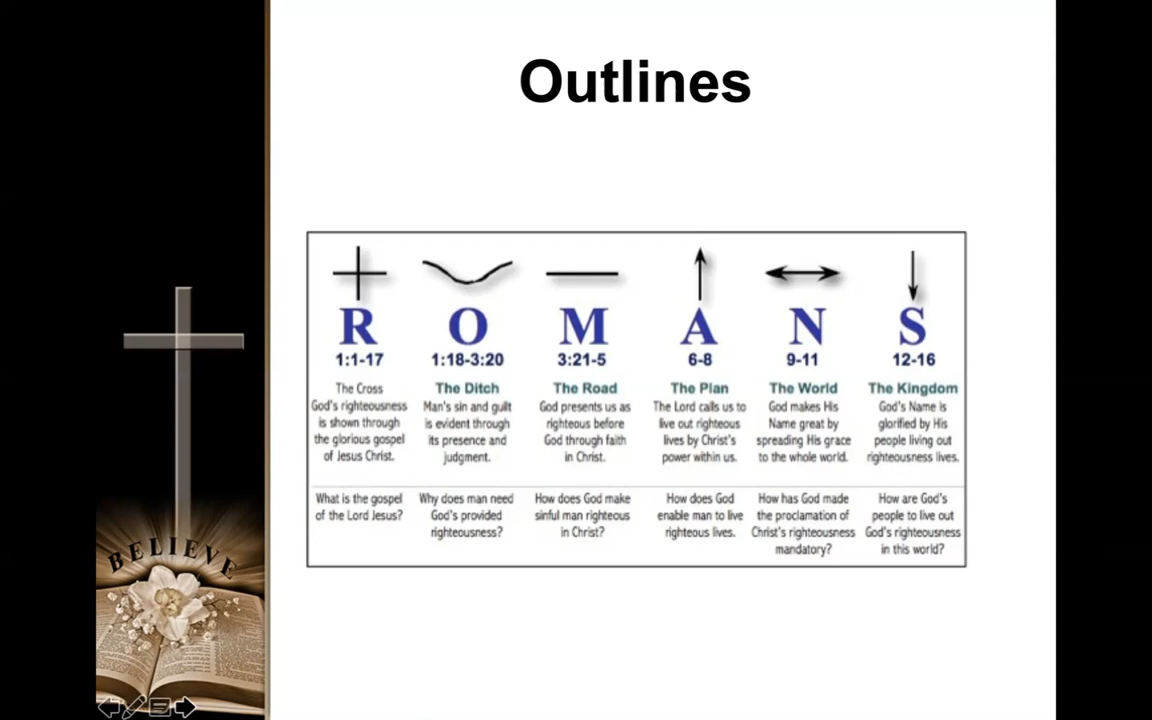 Outlines
R O M A N S
1:1-17 1:18-3:20 3:21-5 6-8 9-11 12-16
The Cross
God's righteousness
is shown through
the glorious gospel
of Jesus Christ.
The Ditch
Man's sin and guilt
is evident through
its presence and
judgment.
The Road
God presents us as
righteous before
God through faith
in Christ.
The Plan
The Lord calls us to
live out righteous
lives by Christ's
power within us.
The World
God makes His
Name great by
spreading His grace
to the whole world.
The Kingdom
God's Name is
glorified by His
people living out
righteousness lives.
What is the gospel
of the Lord Jesus?
Why does man need
God's provided
righteousness?
How does God make
sinful man righteous
in Christ?
How does God
enable man to live
righteous lives.
How has God made
the proclamation of
Christ's righteousness
mandatory?
How are God's
people to live out
God's righteousness
in this world?
BELIEVE